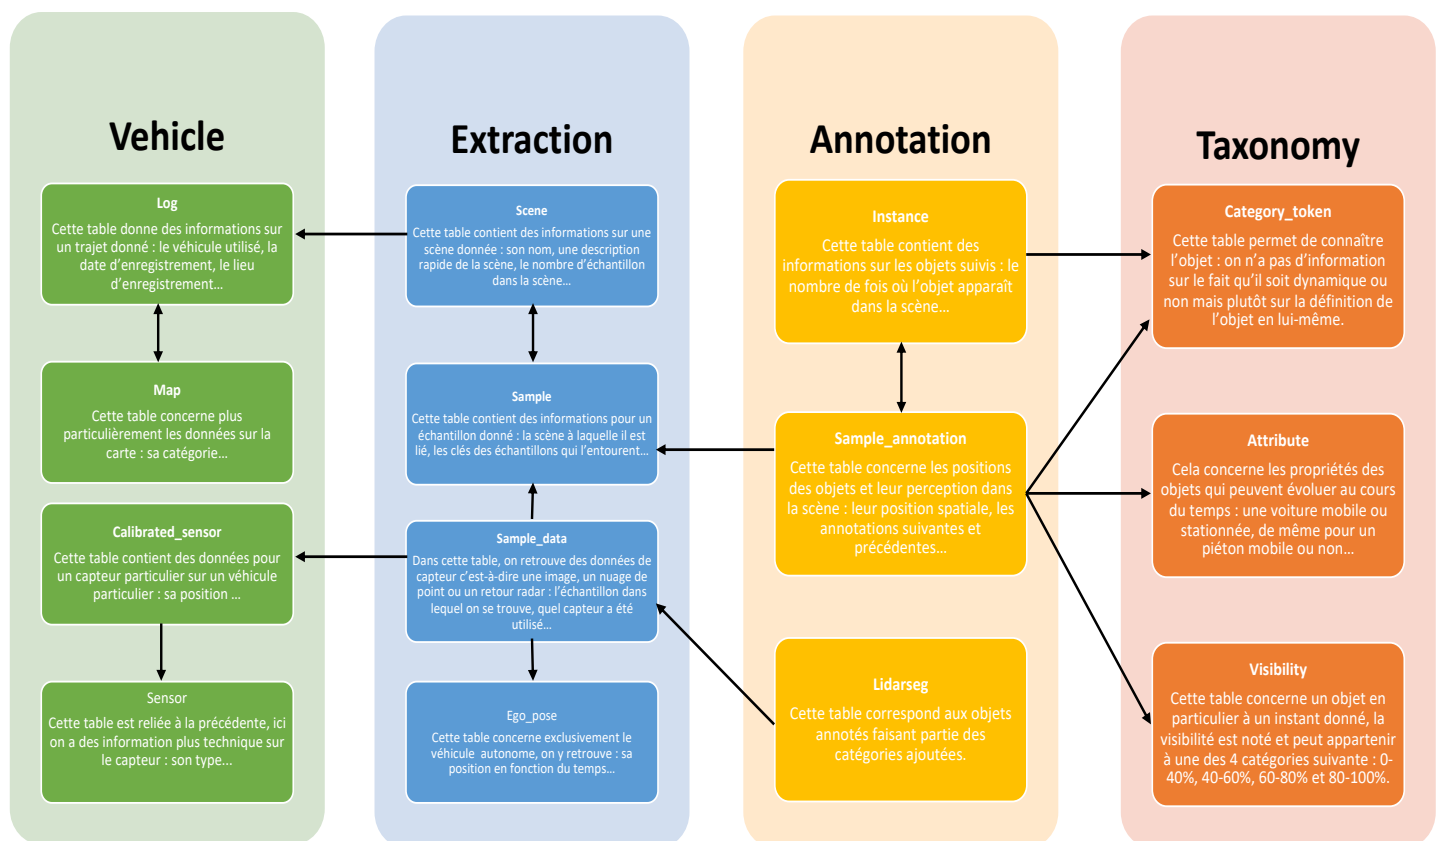 Vehicle
Log
Cette table donne des informations sur
un trajet donné : le véhicule utilisé, la
date d'enregistrement, le lieu
d'enregistrement…
Map
Cette table concerne plus
particulièrement les données sur la
carte : sa catégorie…
Calibrated_sensor
Cette table contient des données pour
un capteur particulier sur un véhicule
particulier : sa position …
Sensor
Cette table est reliée à la précédente, ici
on a des information plus technique sur
le capteur : son type...
Extraction
Scene
Cette table contient des informations sur une
scène donnée : son nom, une description
rapide de la scène, le nombre d'échantillon
dans la scène…
Sample
Cette table contient des informations pour un
échantillon donné : la scène à laquelle il est
lié, les clés des échantillons qui l'entourent…
Sample_data
Dans cette table, on retrouve des données de
capteur c'est-à-dire une image, un nuage de
point ou un retour radar : l'échantillon dans
lequel on se trouve, quel capteur a été
utilisé…
Ego_pose
Cette table concerne exclusivement le
véhicule autonome, on y retrouve : sa
position en fonction du temps…
Annotation
Instance
Cette table contient des
informations sur les objets suivis : le
nombre de fois où l'objet apparaît
dans la scène…
Sample_annotation
Cette table concerne les positions
des objets et leur perception dans
la scène : leur position spatiale, les
annotations suivantes et
précédentes…
Lidarseg
Cette table correspond aux objets
annotés faisant partie des
catégories ajoutées.
Taxonomy
Category_token
Cette table permet de connaître
l'objet : on n'a pas d'information
sur le fait qu'il soit dynamique ou
non mais plutôt sur la définition de
l'objet en lui-même.
Attribute
Cela concerne les propriétés des
objets qui peuvent évoluer au cours
du temps : une voiture mobile ou
stationnée, de même pour un
piéton mobile ou non…
Visibility
Cette table concerne un objet en
particulier à un instant donné, la
visibilité est noté et peut appartenir
à une des 4 catégories suivante : 0-
40%, 40-60%, 60-80% et 80-100%.